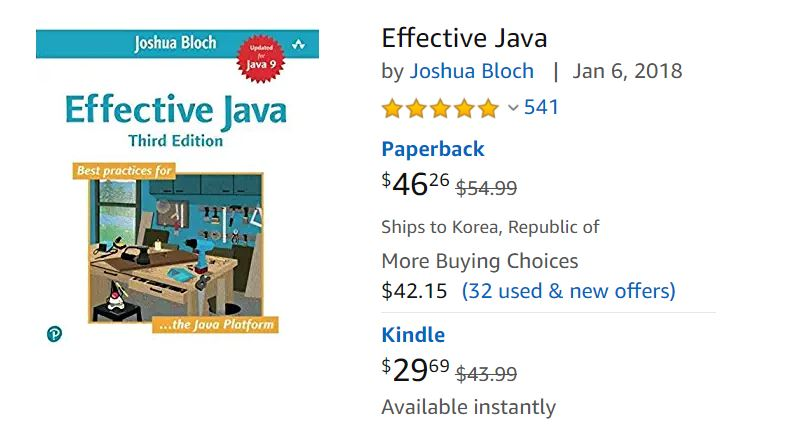 Joshua Bloch
Updated
for
Java 9
Effective Java
Third Edition
Best practices for
...the Java Platform
P
Effective Java
by Joshua Bloch | Jan 6, 2018
541
Paperback
$46.26 $54.99
Ships to Korea, Republic of
More Buying Choices
$42.15 (32 used & new offers)
Kindle
$29.69 $43.99
Available instantly